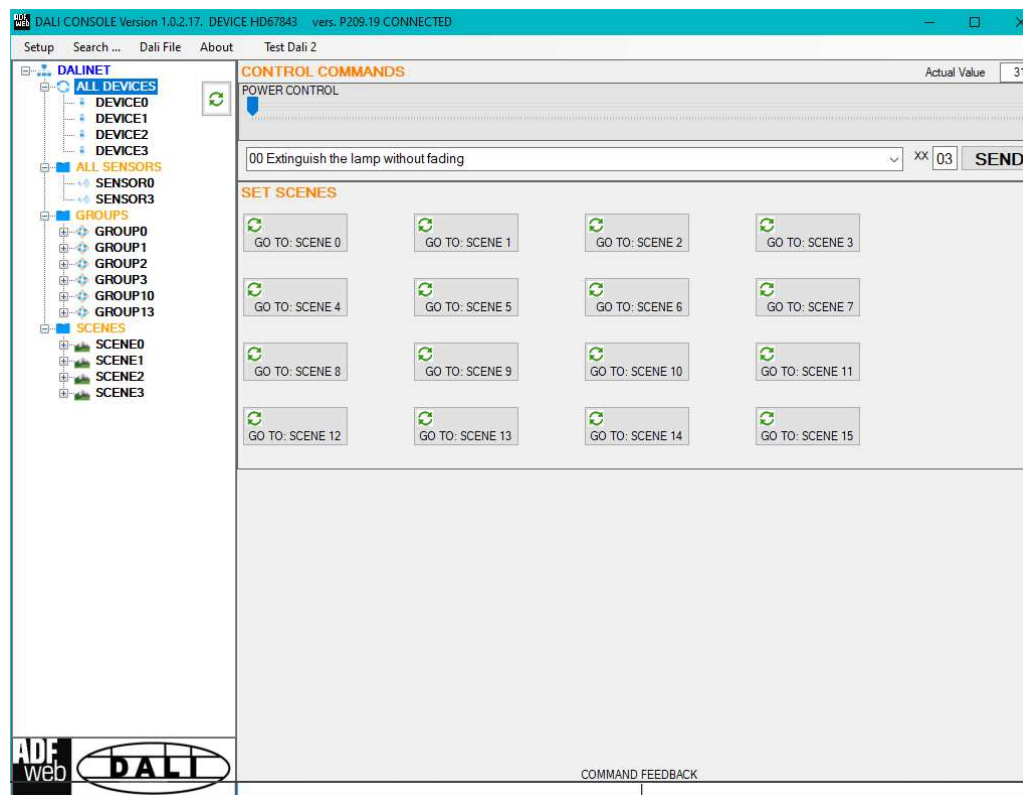 DALI CONSOLE Version 1.0.2.17. DEVICE HD67843 vers. P209.19 CONNECTED
Setup Search ... Dali File About Test Dali 2
DALINET
ALL DEVICES
DEVICE0
DEVICE1
DEVICE2
DEVICE3
ALL SENSORS
SENSOR0
SENSOR3
GROUPS
GROUP0
GROUP1
GROUP2
GROUP3
GROUP10
GROUP13
SCENES
SCENE0
SCENE1
SCENE2
SCENE3
ADF
web
DALI
CONTROL COMMANDS
Actual Value 31
POWER CONTROL
00 Extinguish the lamp without fading XX 03 SEND
SET SCENES
GO TO: SCENE 0 GO TO: SCENE 1 GO TO: SCENE 2 GO TO: SCENE 3
GO TO: SCENE 4 GO TO: SCENE 5 GO TO: SCENE 6 GO TO: SCENE 7
GO TO: SCENE 8 GO TO: SCENE 9 GO TO: SCENE 10 GO TO: SCENE 11
GO TO: SCENE 12 GO TO: SCENE 13 GO TO: SCENE 14 GO TO: SCENE 15
COMMAND FEEDBACK